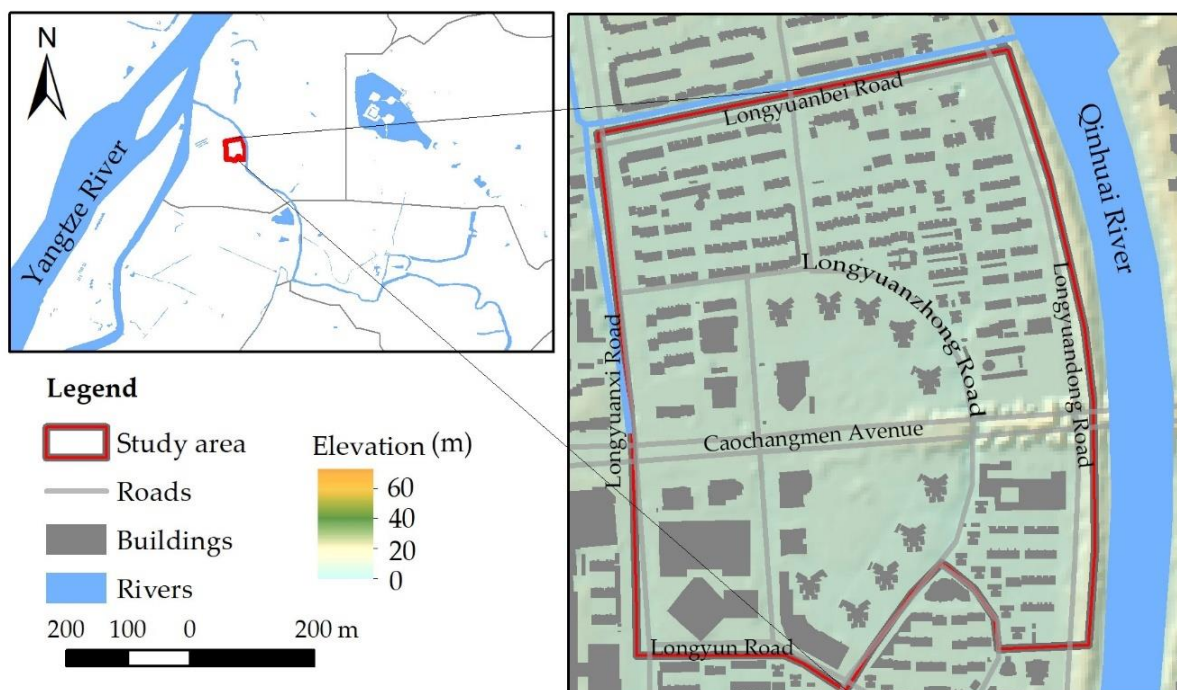 N
Yangtze River
Legend
Study area
Roads
Buildings
Rivers
Elevation (m)
60
40
20
0
200 100 0 200 m
Longyuanbei Road
Qinhuai River
Longyuanzhong Road
Longyuanxi Road
Longyuandong Road
Caochangmen Avenue
Longyun Road